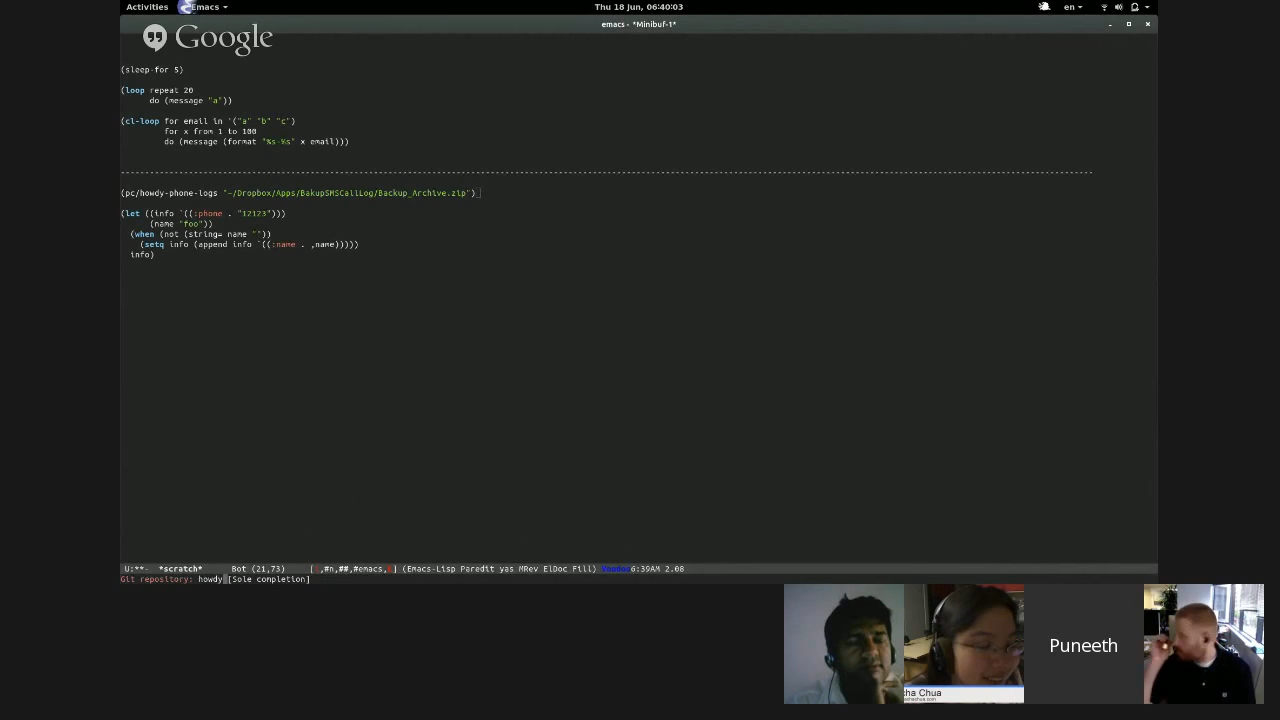 Activities Emacs Thu 18 Jun, 06:40:03 en
emacs - *Minibuf-1*
Google
(sleep-for 5)
(loop repeat 20
do (message "a"))
(cl-loop for email in '("a" "b" "c")
for x from 1 to 100
do (message (format "%s-%s" x email)))
(pc/howdy-phone-logs "~/Dropbox/Apps/BakupSMSCallLog/Backup_Archive.zip")
(let ((info `((:phone . "12123")))
(name "foo"))
(when (not (string= name ""))
(setq info (append info `((:name . ,name)))))
info)
U:**- *scratch* Bot (21,73) [ ,#n,##,#emacs, ] (Emacs-Lisp Paredit yas MRev ElDoc Fill) 6:39AM 2.08
Git repository: howdy [Sole completion]
Puneeth
cha Chua